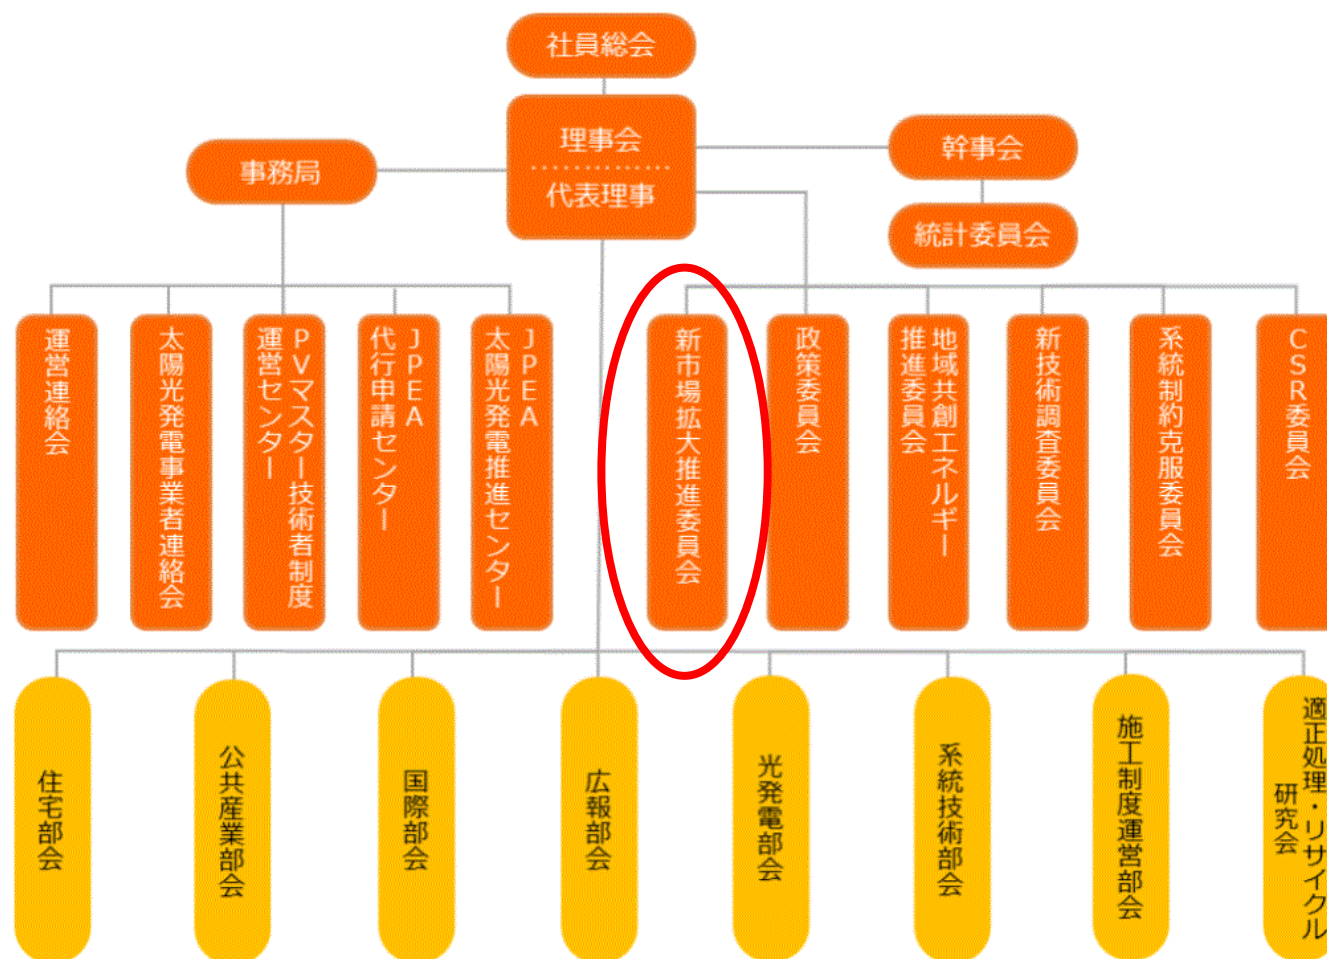 社員総会
理事会
代表理事
事務局
幹事会
統計委員会
運営連絡会
太陽光発電事業者連絡会
PVマスター技術者制度
運営センター
JPEA
代行申請センター
JPEA
太陽光発電推進センター
新市場拡大推進委員会
政策委員会
地域共創エネルギー
推進委員会
新技術調査委員会
系統制約克服委員会
CSR委員会
住宅部会
公共産業部会
国際部会
広報部会
光発電部会
系統技術部会
施工制度運営部会
適正処理・リサイクル
研究会